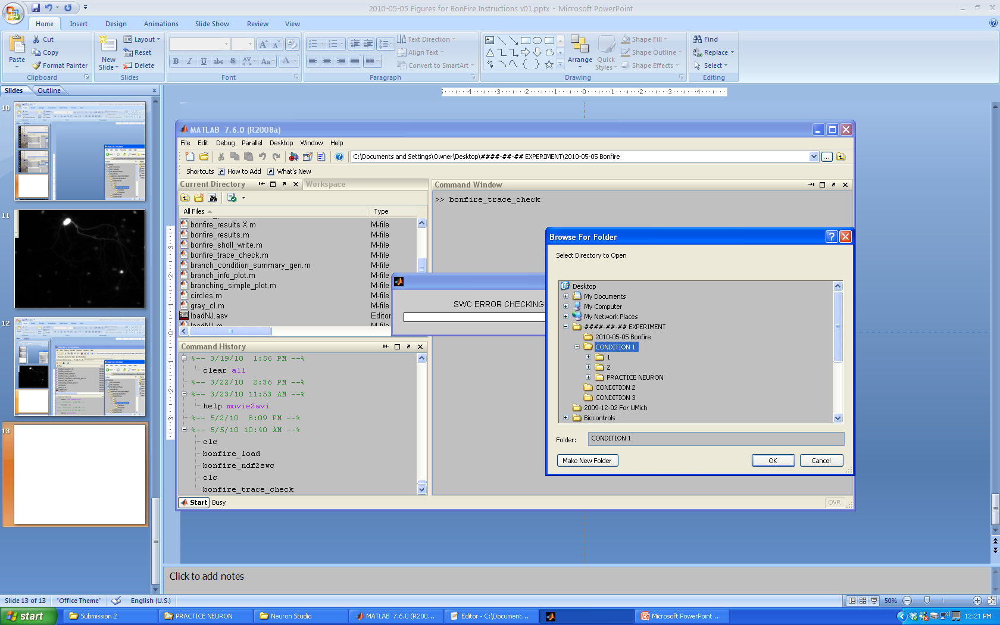 2010-05-05 Figures for BonFire Instructions v01.pptx - Microsoft PowerPoint
Home Insert Design Animations Slide Show Review View
Paste
Cut
Copy
Format Painter
Clipboard
New Slide
Layout
Reset
Delete
Slides
B I U abc S AV Aa A
Font
Text Direction
Align Text
Convert to SmartArt
Paragraph
Arrange
Quick Styles
Shape Fill
Shape Outline
Shape Effects
Drawing
Find
Replace
Select
Editing
Slides Outline
10
11
12
13
MATLAB 7.6.0 (R2008a)
File Edit Debug Parallel Desktop Window Help
C:\Documents and Settings\Owner\Desktop\####-##-## EXPERIMENT\2010-05-05 Bonfire
Shortcuts How to Add What's New
Current Directory Workspace
All Files Type
bonfire_results X.m M-file
bonfire_results.m M-file
bonfire_sholl_write.m M-file
bonfire_trace_check.m M-file
branch_condition_summary_gen.m M-file
branch_info_plot.m M-file
branching_simple_plot.m M-file
circles.m M-file
gray_cl.m M-file
loadNJ.asv Editor
loadNJ.m M-file
Command History
%-- 3/19/10 1:56 PM --%
clear all
%-- 3/22/10 2:36 PM --%
%-- 3/23/10 11:53 AM --%
help movie2avi
%-- 5/2/10 8:09 PM --%
%-- 5/5/10 10:40 AM --%
clc
bonfire_load
bonfire_ndf2swc
clc
bonfire_trace_check
Start Busy
OVR
Command Window
>> bonfire_trace_check
SWC ERROR CHECKING
Browse For Folder
Select Directory to Open
Desktop
My Documents
My Computer
My Network Places
####-##-## EXPERIMENT
2010-05-05 Bonfire
CONDITION 1
1
2
PRACTICE NEURON
CONDITION 2
CONDITION 3
2009-12-02 For UMich
Biocontrols
Folder: CONDITION 1
Make New Folder OK Cancel
Click to add notes
Slide 13 of 13 "Office Theme" English (U.S.) 50%
start Submission 2 PRACTICE NEURON Neuron Studio MATLAB 7.6.0 (R200... Editor - C:\Document... Microsoft PowerPoint ... 12:21 PM